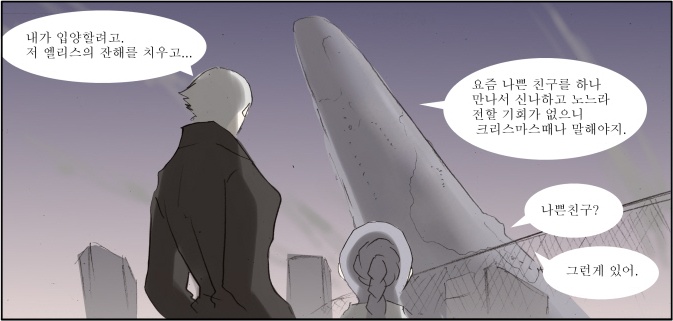 내가 입양할려고.
저 엘리스의 잔해를 치우고...
요즘 나쁜 친구를 하나
만나서 신나하고 노느라
전할 기회가 없으니
크리스마스때나 말해야지.
나쁜친구?
그런게 있어.